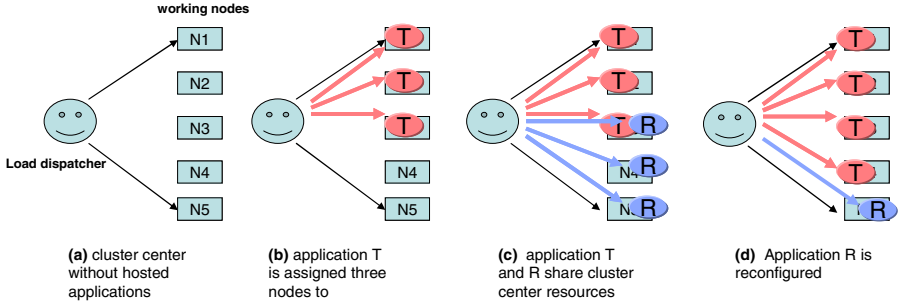 working nodes
N1
N2
N3
N4
N5
Load dispatcher
(a) cluster center
without hosted
applications
T
T
T
N4
N5
(b) application T
is assigned three
nodes to
T
T
T
R
N4
R
R
(c) application T
and R share cluster
center resources
T
T
T
T
R
(d) Application R is
reconfigured